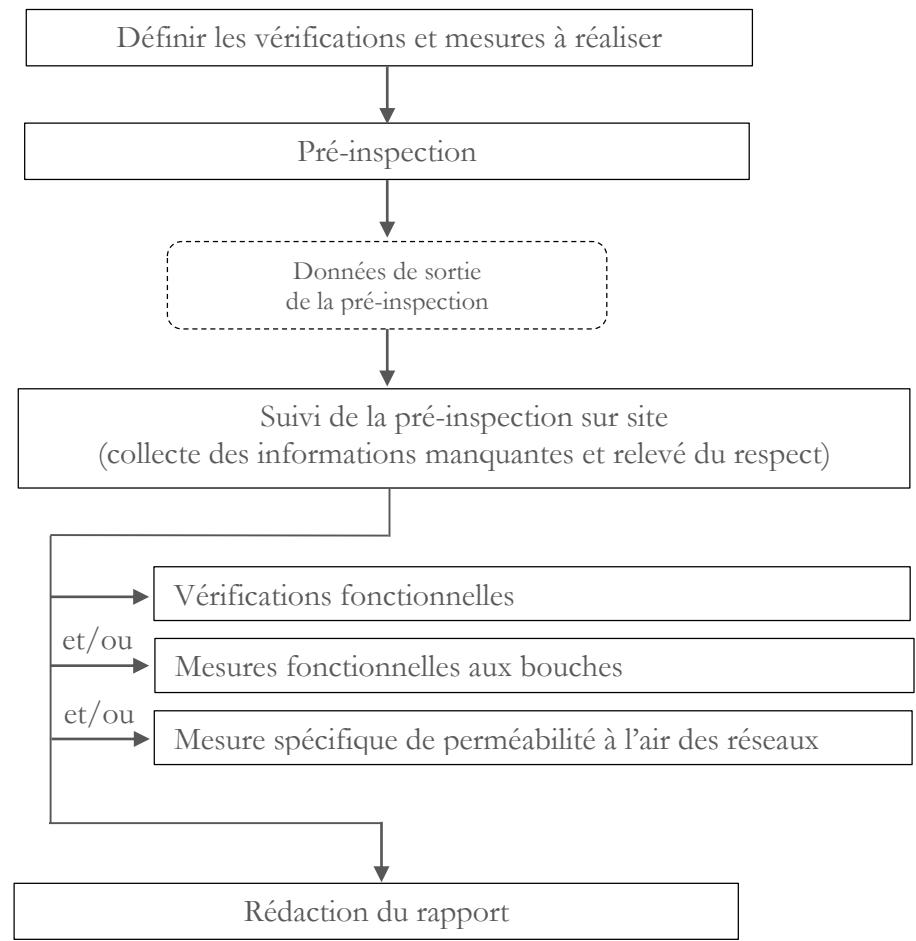 Définir les vérifications et mesures à réaliser
Pré-inspection
Données de sortie
de la pré-inspection
Suivi de la pré-inspection sur site
(collecte des informations manquantes et relevé du respect)
Vérifications fonctionnelles
et/ou
Mesures fonctionnelles aux bouches
et/ou
Mesure spécifique de perméabilité à l'air des réseaux
Rédaction du rapport